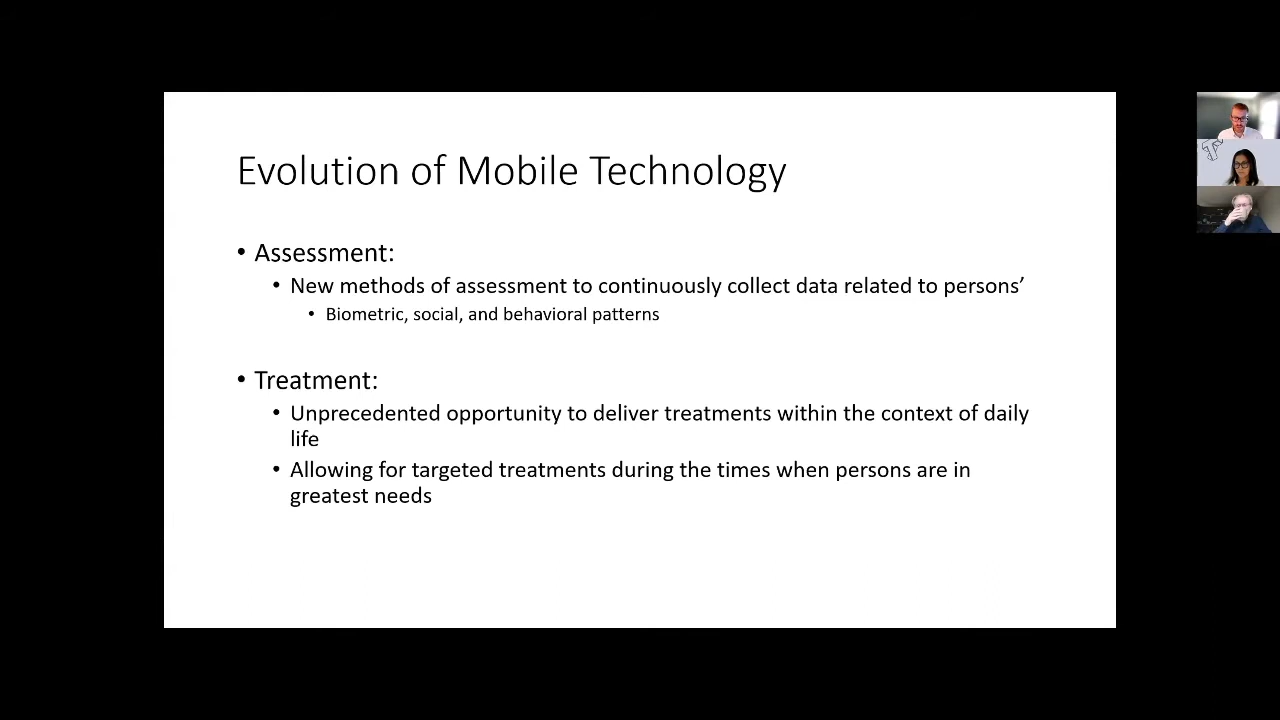 Evolution of Mobile Technology
• Assessment:
• New methods of assessment to continuously collect data related to persons’
• Biometric, social, and behavioral patterns
• Treatment:
• Unprecedented opportunity to deliver treatments within the context of daily
life
• Allowing for targeted treatments during the times when persons are in
greatest needs